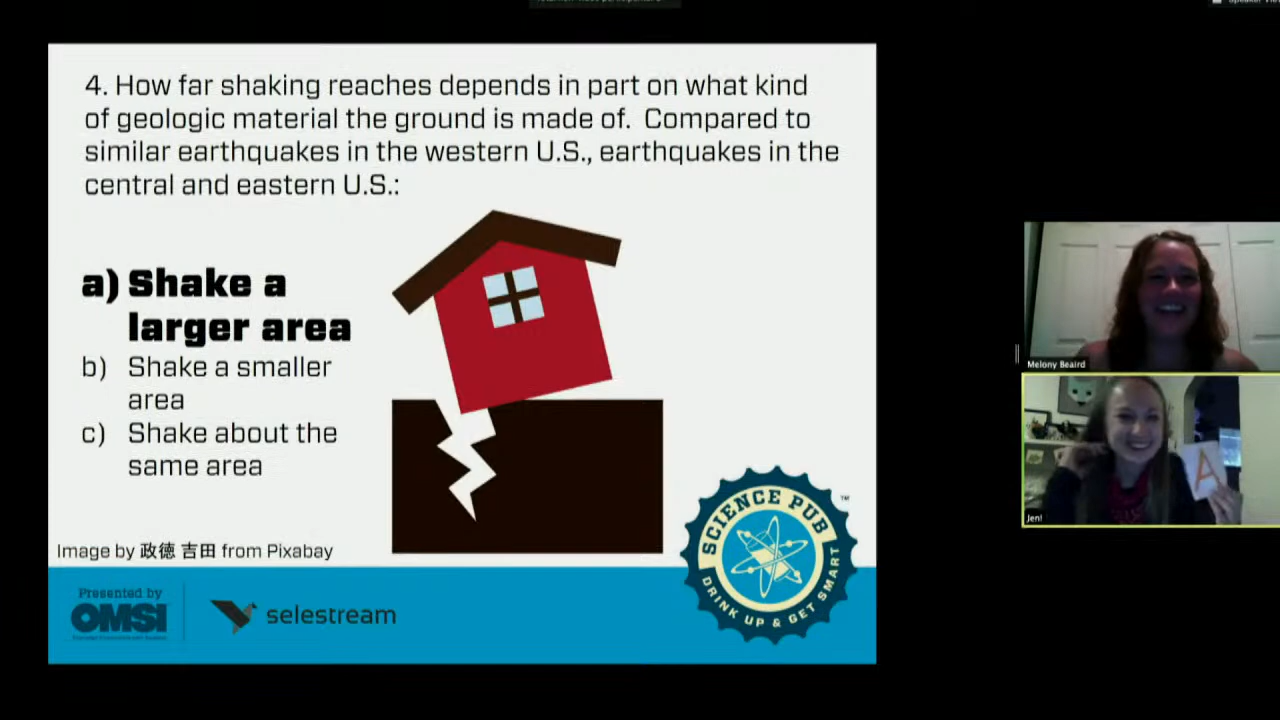 4. How far shaking reaches depends in part on what kind
of geologic material the ground is made of. Compared to
similar earthquakes in the western U.S., earthquakes in the
central and eastern U.S.:
a) Shake a
larger area
b) Shake a smaller
area
c) Shake about the
same area
Image by 政徳 吉田 from Pixabay
Presented by
OMSI
selestream
SCIENCE PUB
DRINK UP & GET SMART
TM
Melony Beaird
A
Jen!